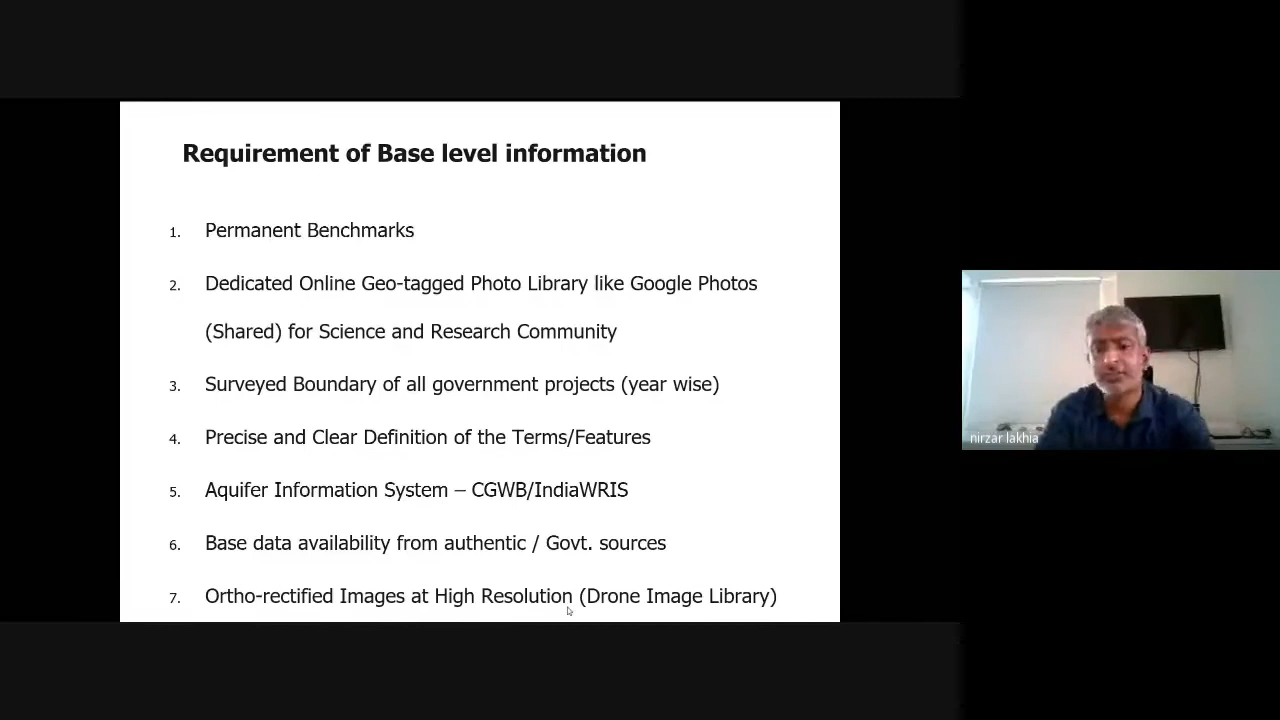 Requirement of Base level information
1. Permanent Benchmarks
2. Dedicated Online Geo-tagged Photo Library like Google Photos
(Shared) for Science and Research Community
3. Surveyed Boundary of all government projects (year wise)
4. Precise and Clear Definition of the Terms/Features
5. Aquifer Information System – CGWB/IndiaWRIS
6. Base data availability from authentic / Govt. sources
7. Ortho-rectified Images at High Resolution (Drone Image Library)
nirzar lakhia